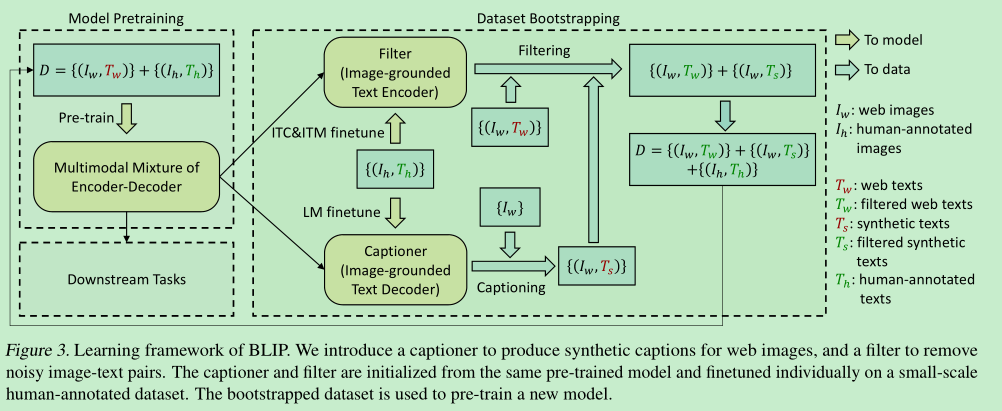 Model Pretraining
D = {(I_w, T_w)} + {(I_h, T_h)}
Pre-train
Multimodal Mixture of
Encoder-Decoder
Downstream Tasks
Dataset Bootstrapping
Filter
(Image-grounded
Text Encoder)
Filtering
ITC&ITM finetune
{(I_w, T_w)}
{(I_h, T_h)}
LM finetune
{I_w}
Captioner
(Image-grounded
Text Decoder)
Captioning
{(I_w, T_s)}
{(I_w, T_w)} + {(I_w, T_s)}
D = {(I_w, T_w)} + {(I_w, T_s)}
+{(I_h, T_h)}
To model
To data
I_w: web images
I_h: human-annotated
images
T_w: web texts
T_w: filtered web texts
T_s: synthetic texts
T_s: filtered synthetic
texts
T_h: human-annotated
texts
Figure 3. Learning framework of BLIP. We introduce a captioner to produce synthetic captions for web images, and a filter to remove
noisy image-text pairs. The captioner and filter are initialized from the same pre-trained model and finetuned individually on a small-scale
human-annotated dataset. The bootstrapped dataset is used to pre-train a new model.